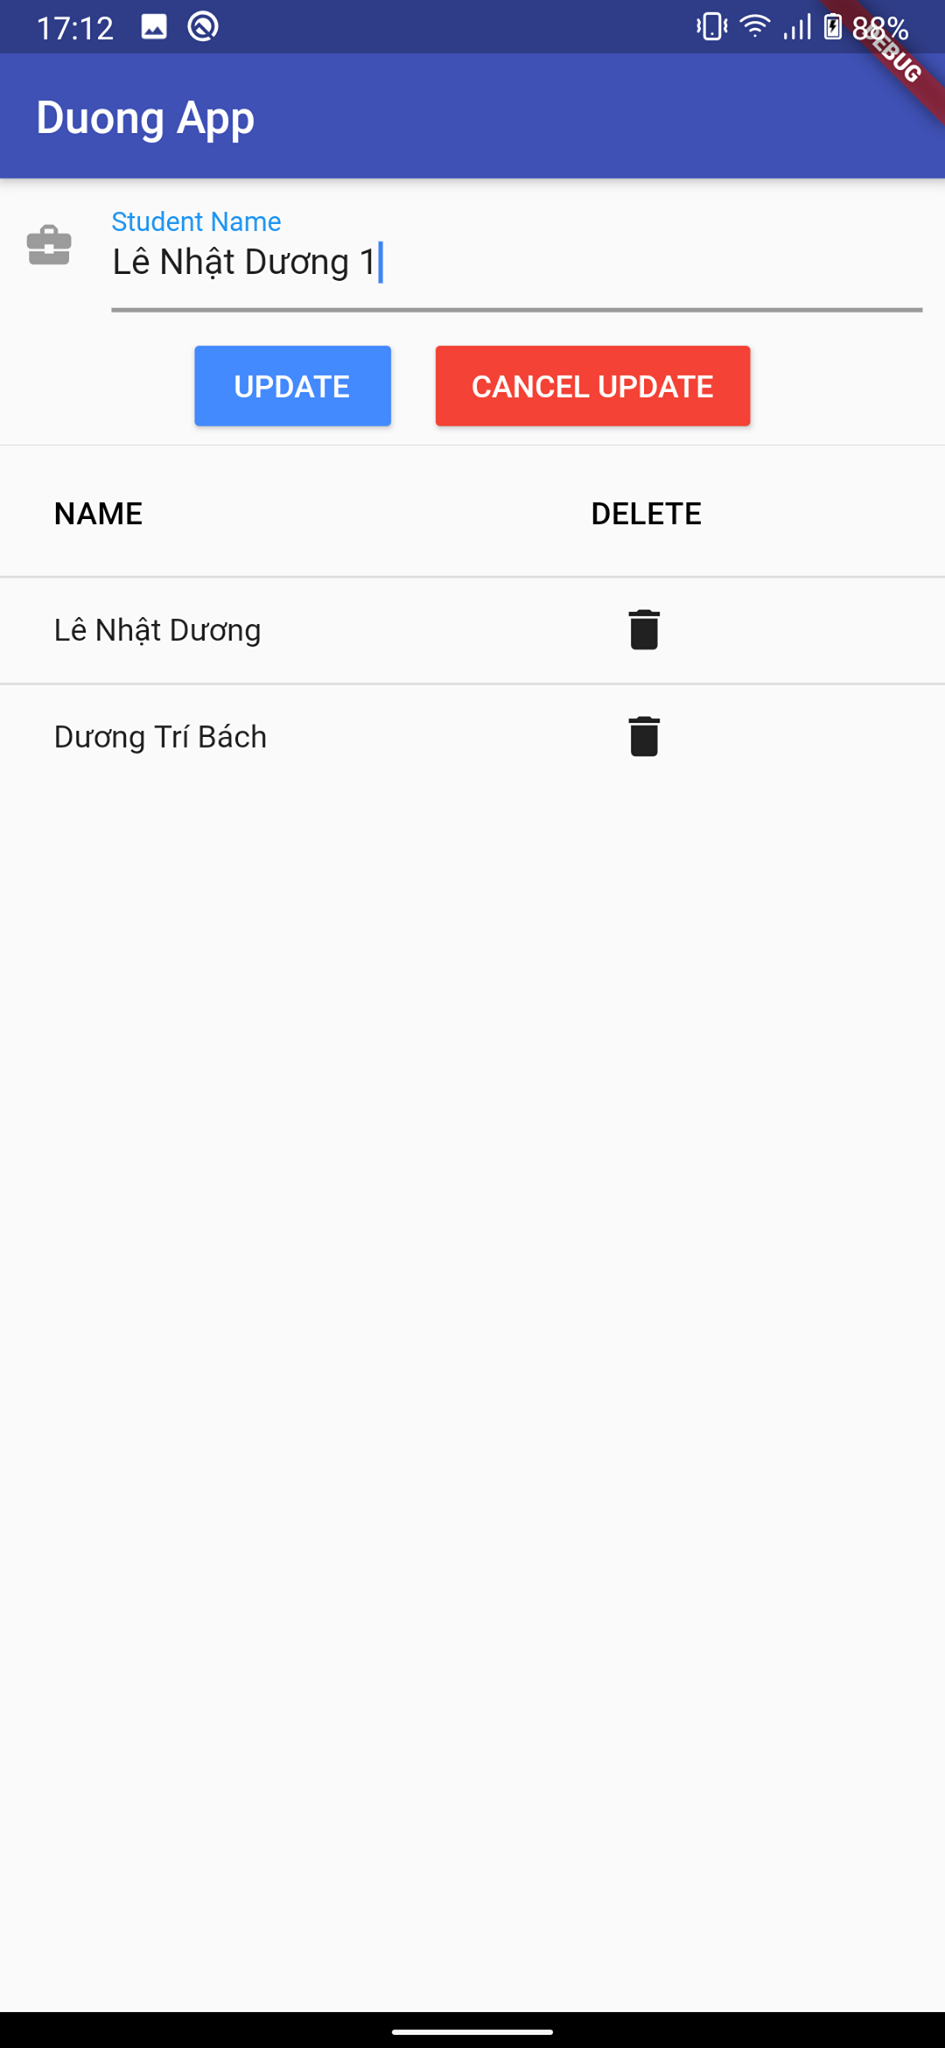 17:12 88%
DEBUG
Duong App
Student Name
Lê Nhật Dương 1
UPDATE CANCEL UPDATE
NAME DELETE
Lê Nhật Dương
Dương Trí Bách